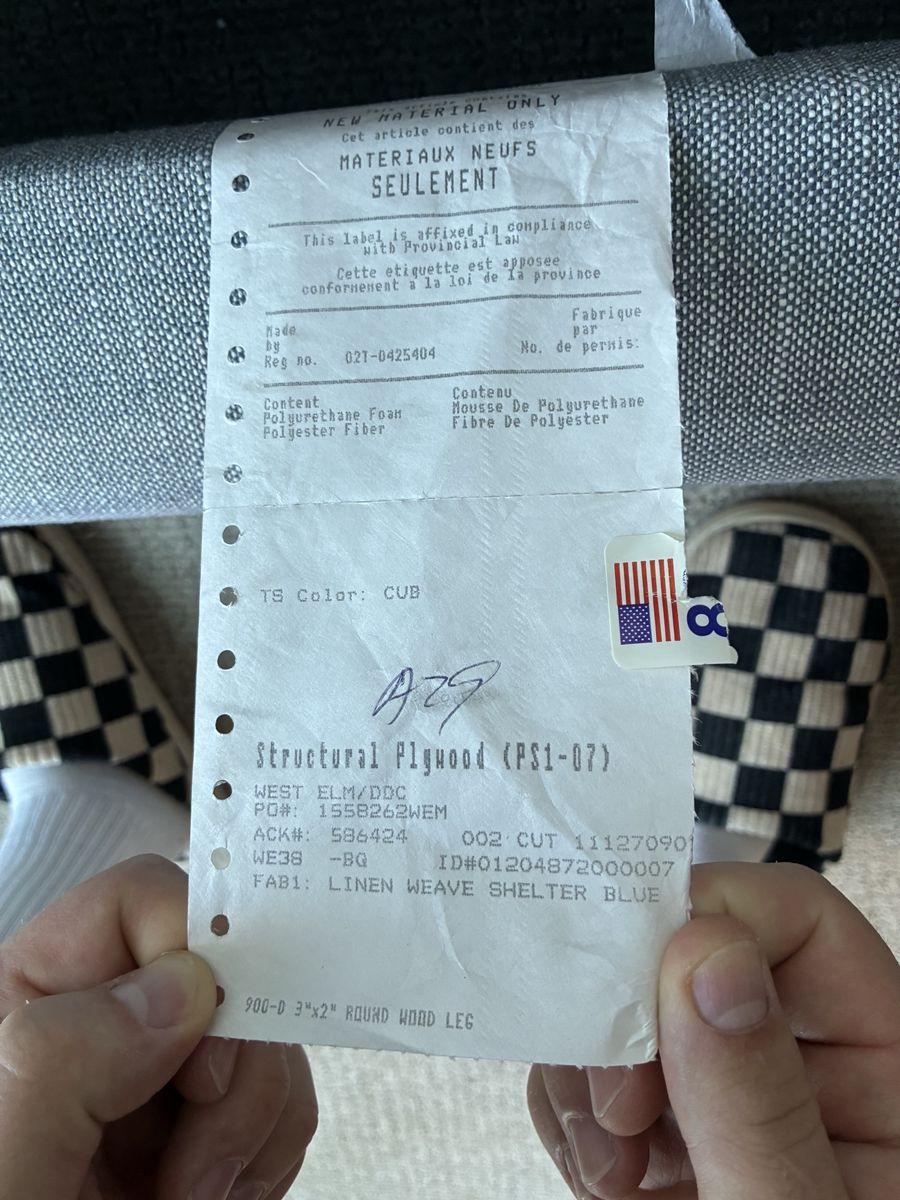 NEW MATERIAL ONLY
Cet article contient des
MATERIAUX NEUFS
SEULEMENT
This label is affixed in compliance
with Provincial Law
Cette etiquette est apposee
conformement a la loi de la province
Made
by
Reg no. 02T-0425404
Fabrique
par
No. de permis:
Content
Polyurethane Foam
Polyester Fiber
Contenu
Mousse De Polyurethane
Fibre De Polyester
TS Color: CUB
A29
8
Structural Plywood (PS1-07)
WEST ELM/DDC
PO#: 1558262WEM
ACK#: 586424 002 CUT 11127090
WE38 -BG ID#01204872000007
FAB1: LINEN WEAVE SHELTER BLUE
900-D 3"x2" ROUND WOOD LEG